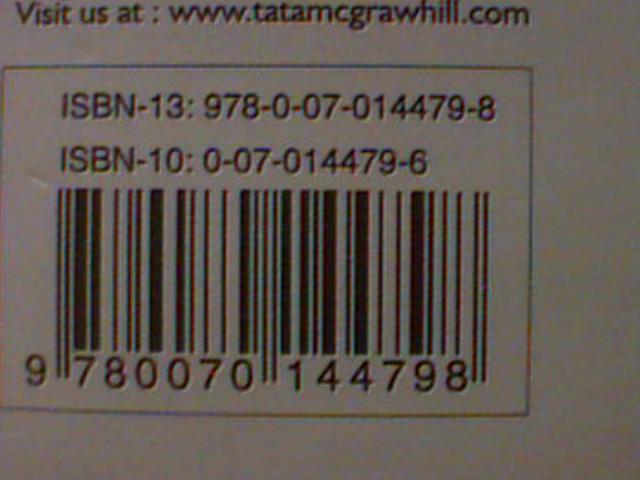 Visit us at : www.tatamcgrawhill.com
ISBN-13: 978-0-07-014479-8
ISBN-10: 0-07-014479-6
9 780070 144798